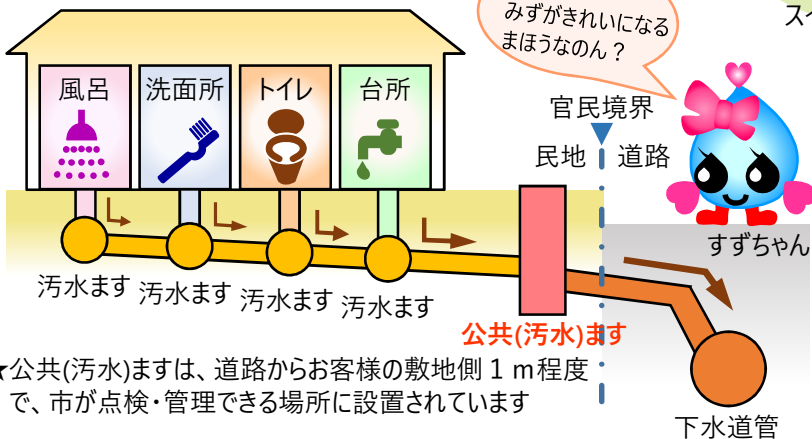 みずがきれいになる
まほうなのん？
風呂
洗面所
トイレ
台所
官民境界
民地
道路
すずちゃん
汚水ます
汚水ます
汚水ます
汚水ます
公共(汚水)ます
★公共(汚水)ますは、道路からお客様の敷地側１ｍ程度
で、市が点検・管理できる場所に設置されています
下水道管